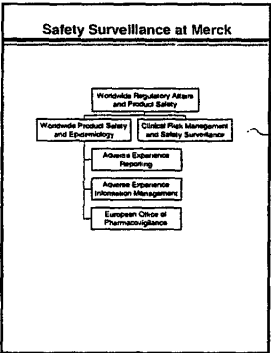 Safety Surveillance at Merck
Worldwide Regulatory Affairs
and Product Safety
Worldwide Product Safety
and Epidemiology
Clinical Risk Management
and Safety Surveillance
Adverse Experience
Reporting
Adverse Experience
Information Management
European Office of
Pharmacovigilance